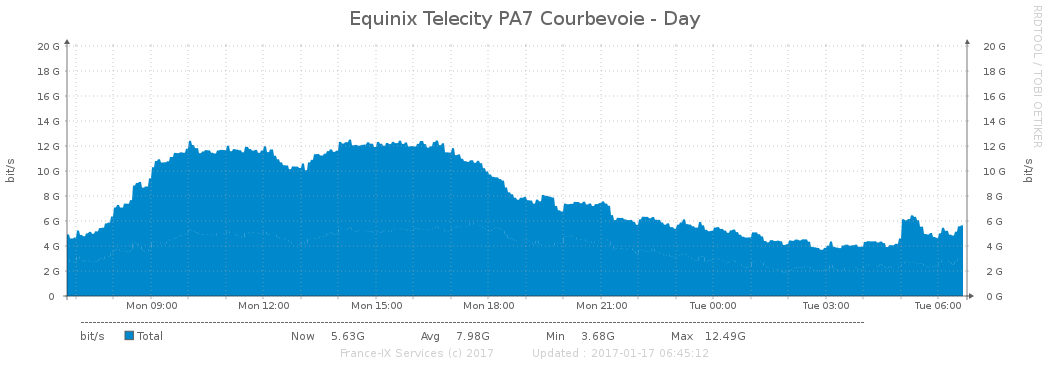 Equinix Telecity PA7 Courbevoie - Day
RRDTOOL / TOBI OETIKER
bit/s
bit/s
20 G 20 G
18 G 18 G
16 G 16 G
14 G 14 G
12 G 12 G
10 G 10 G
8 G 8 G
6 G 6 G
4 G 4 G
2 G 2 G
0 0 G
Mon 09:00 Mon 12:00 Mon 15:00 Mon 18:00 Mon 21:00 Tue 00:00 Tue 03:00 Tue 06:00
bit/s Total Now 5.63G Avg 7.98G Min 3.68G Max 12.49G
France-IX Services (c) 2017 Updated : 2017-01-17 06:45:12